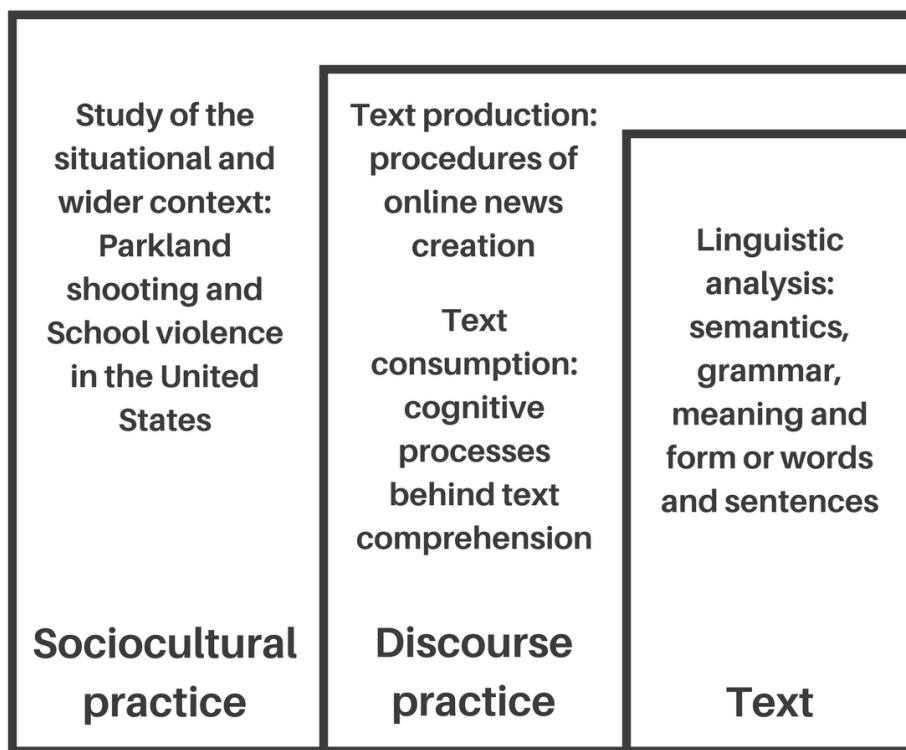 Study of the
situational and
wider context:
Parkland
shooting and
School violence
in the United
States
Sociocultural
practice
Text production:
procedures of
online news
creation
Text
consumption:
cognitive
processes
behind text
comprehension
Discourse
practice
Linguistic
analysis:
semantics,
grammar,
meaning and
form or words
and sentences
Text